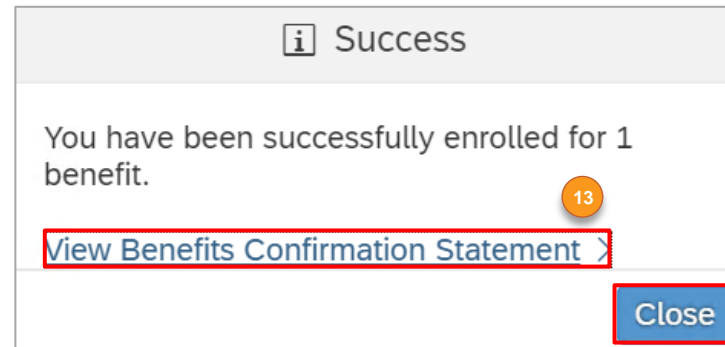 i Success
You have been successfully enrolled for 1
benefit.
13
View Benefits Confirmation Statement >
Close